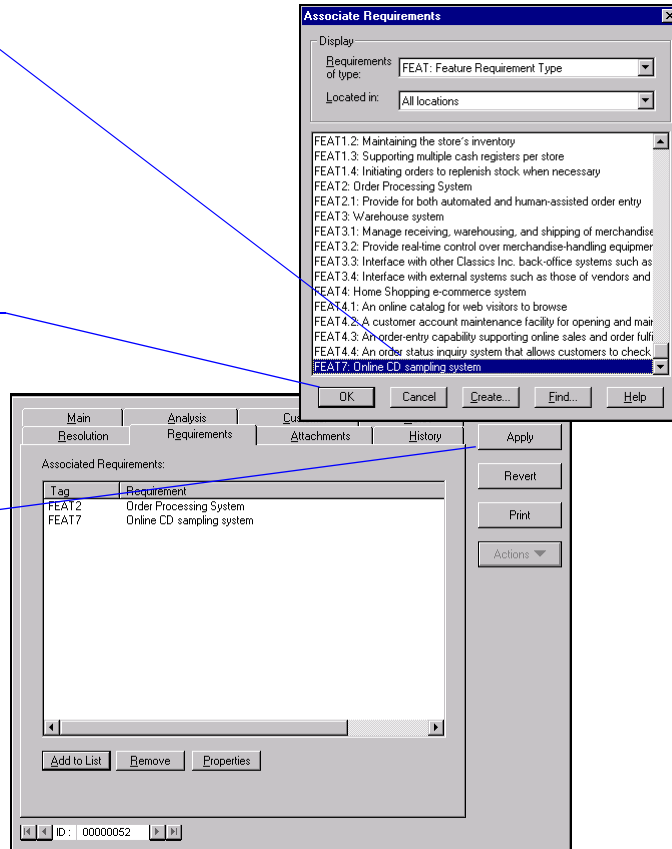 Associate Requirements
Display
Requirements of type:
FEAT: Feature Requirement Type
Located in:
All locations
FEAT1.2: Maintaining the store's inventory
FEAT1.3: Supporting multiple cash registers per store
FEAT1.4: Initiating orders to replenish stock when necessary
FEAT2: Order Processing System
FEAT2.1: Provide for both automated and human-assisted order entry
FEAT3: Warehouse system
FEAT3.1: Manage receiving, warehousing, and shipping of merchandise
FEAT3.2: Provide real-time control over merchandise-handling equipmer
FEAT3.3: Interface with other Classics Inc. back-office systems such as
FEAT3.4: Interface with external systems such as those of vendors and
FEAT4: Home Shopping e-commerce system
FEAT4.1: An online catalog for web visitors to browse
FEAT4.2: A customer account maintenance facility for opening and mair
FEAT4.3: An order-entry capability supporting online sales and order fulfi
FEAT4.4: An order status inquiry system that allows customers to check
FEAT7: Online CD sampling system
OK Cancel Create... Find... Help
Main Analysis Cus
Resolution Requirements Attachments History
Apply
Revert
Print
Actions
Associated Requirements:
Tag Requirement
FEAT2 Order Processing System
FEAT7 Online CD sampling system
Add to List Remove Properties
ID : 00000052